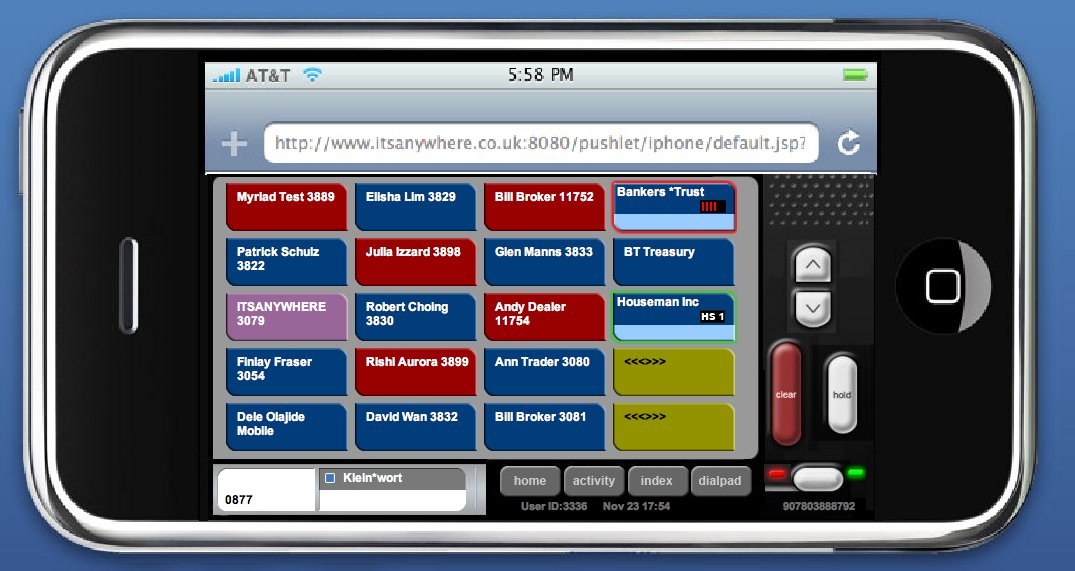 AT&T
5:58 PM
http://www.itsanywhere.co.uk:8080/pushlet/iphone/default.jsp?
Myriad Test 3889
Elisha Lim 3829
Bill Broker 11752
Bankers *Trust
Patrick Schulz
3822
Julia Izzard 3898
Glen Manns 3833
BT Treasury
ITSANYWHERE
3079
Robert Choing
3830
Andy Dealer
11754
Houseman Inc
HS 1
Finlay Fraser
3054
Rishi Aurora 3899
Ann Trader 3080
<<<>>>
Dele Olajide
Mobile
David Wan 3832
Bill Broker 3081
<<<>>>
clear
hold
0877
Klein*wort
home
activity
index
dialpad
User ID:3336
Nov 23 17:54
907803888792